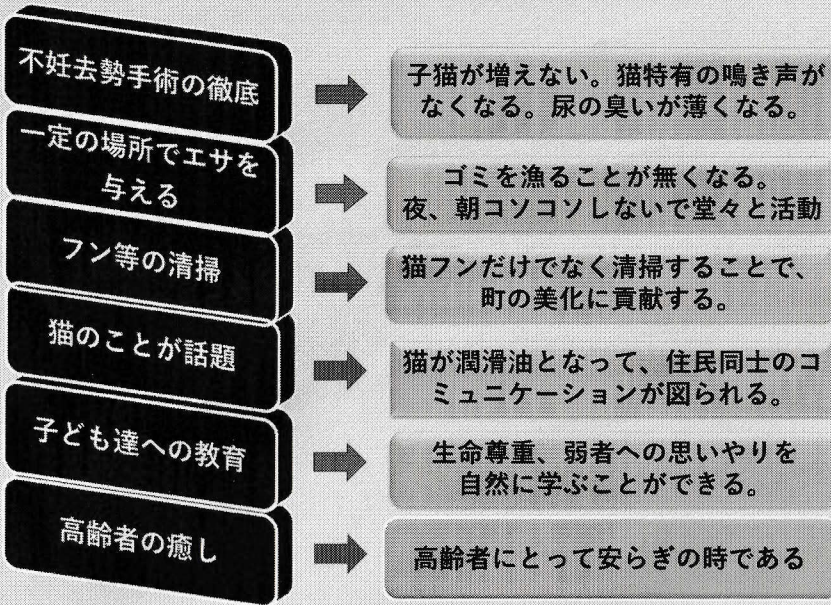 不妊去勢手術の徹底
子猫が増えない。猫特有の鳴き声が
なくなる。尿の臭いが薄くなる。
一定の場所でエサを
与える
ゴミを漁ることが無くなる。
夜、朝コソコソしないで堂々と活動
フン等の清掃
猫フンだけでなく清掃することで、
町の美化に貢献する。
猫のことが話題
猫が潤滑油となって、住民同士のコ
ミュニケーションが図られる。
子ども達への教育
生命尊重、弱者への思いやりを
自然に学ぶことができる。
高齢者の癒し
高齢者にとって安らぎの時である